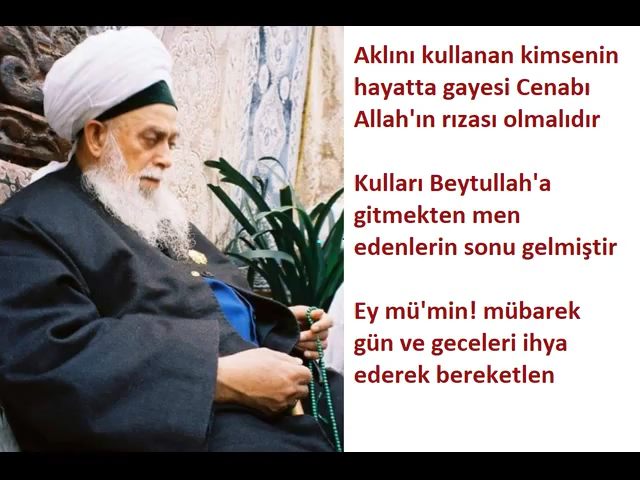 Aklını kullanan kimsenin
hayatta gayesi Cenabı
Allah'ın rızası olmalıdır
Kulları Beytullah'a
gitmekten men
edenlerin sonu gelmiştir
Ey mü'min! mübarek
gün ve geceleri ihya
ederek bereketlen